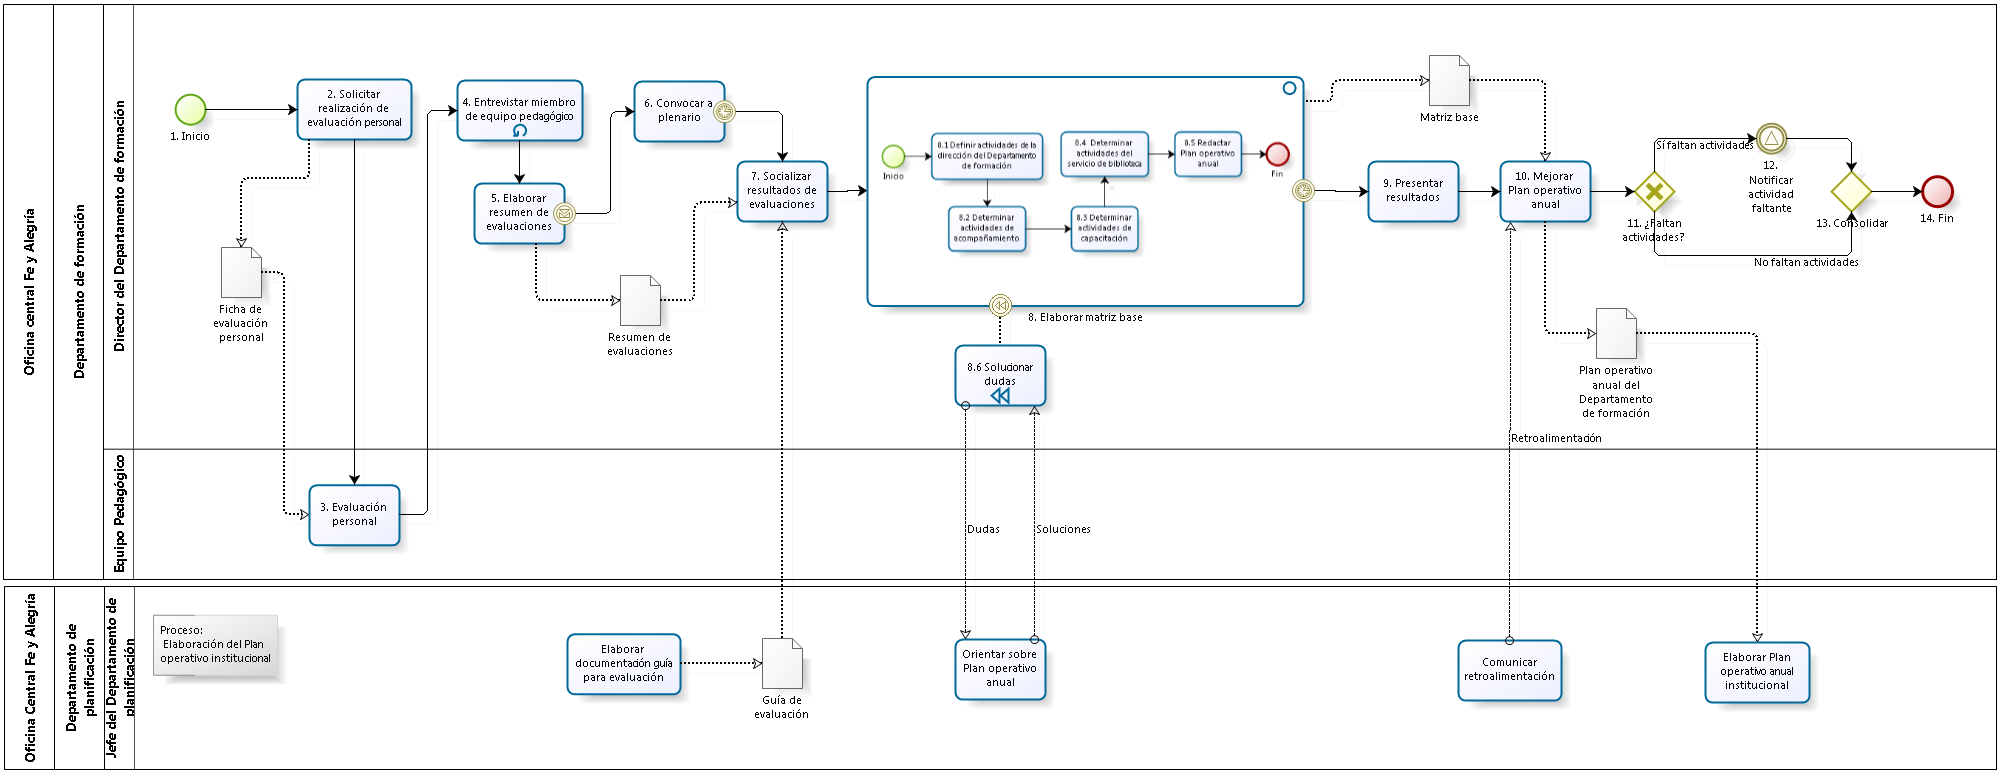 Oficina central Fe y Alegría
Departamento de formación
Director del Departamento de formación
1. Inicio
2. Solicitar
realización de
evaluación personal
Ficha de
evaluación
personal
4. Entrevistar miembro
de equipo pedagógico
5. Elaborar
resumen de
evaluaciones
Resumen de
evaluaciones
6. Convocar a
plenario
7. Socializar
resultados de
evaluaciones
Inicio
8.1 Definir actividades de la
dirección del Departamento
de formación
8.2 Determinar
actividades de
acompañamiento
8.3 Determinar
actividades de
capacitación
8.4 Determinar
actividades del
servicio de biblioteca
8.5 Redactar
Plan operativo
anual
Fin
8. Elaborar matriz base
8.6 Solucionar
dudas
Matriz base
9. Presentar
resultados
10. Mejorar
Plan operativo
anual
Plan operativo
anual del
Departamento
de formación
11. ¿Faltan
actividades?
Sí faltan actividades
No faltan actividades
12.
Notificar
actividad
faltante
13. Consolidar
14. Fin
Retroalimentación
Equipo Pedagógico
3. Evaluación
personal
Dudas
Soluciones
Oficina Central Fe y Alegría
Departamento de
planificación
Jefe del Departamento de
planificación
Proceso:
Elaboración del Plan
operativo institucional
Elaborar
documentación guía
para evaluación
Guía de
evaluación
Orientar sobre
Plan operativo
anual
Comunicar
retroalimentación
Elaborar Plan
operativo anual
institucional